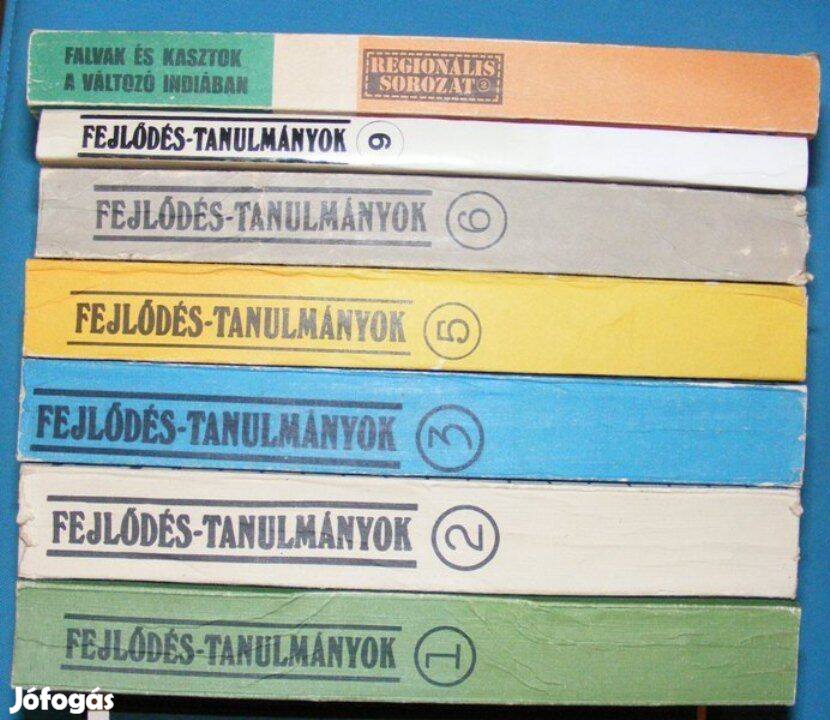 FALVAK ÉS KASZTOK
A VÁLTOZÓ INDIÁBAN
REGIONÁLIS
SOROZAT 2
FEJLŐDÉS-TANULMÁNYOK 9
FEJLŐDÉS-TANULMÁNYOK 6
FEJLŐDÉS-TANULMÁNYOK 5
FEJLŐDÉS-TANULMÁNYOK 3
FEJLŐDÉS-TANULMÁNYOK 2
FEJLŐDÉS-TANULMÁNYOK 1
Jófogás